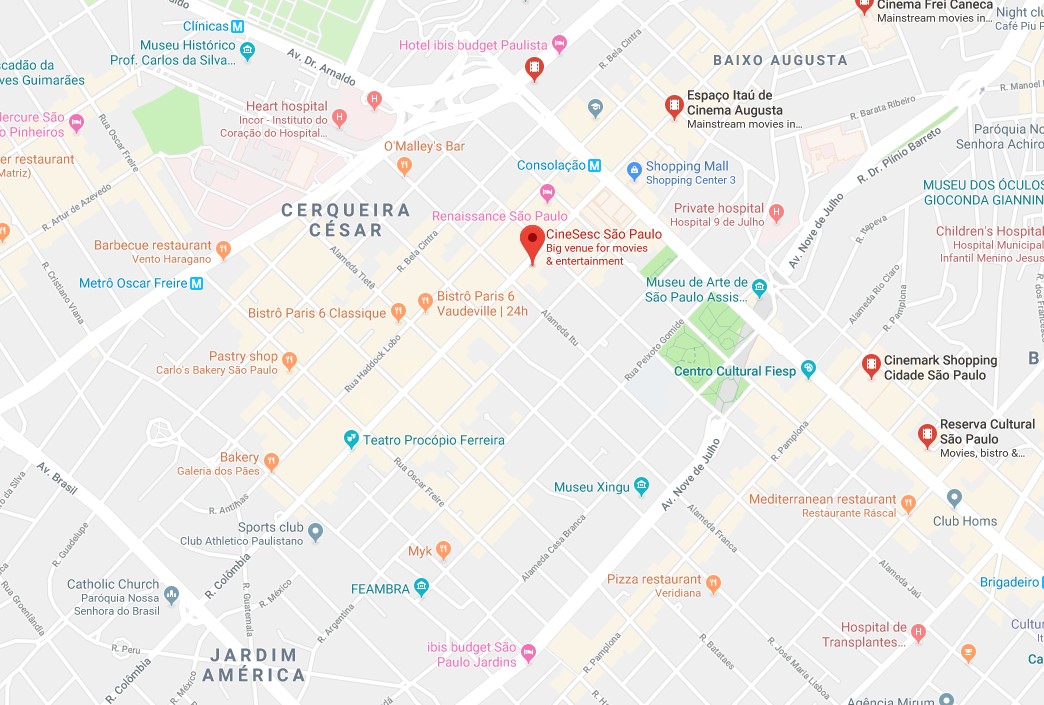 Cinema Frei Caneca
Mainstream movies in...
Night cl
Café Piu P
Clínicas M
Museu Histórico
Prof. Carlos da Silva...
Av. Dr. Arnaldo
Hotel ibis budget Paulista
R. Bela Cintra
BAIXO AUGUSTA
scadão da
ves Guimarães
Heart hospital
Incor - Instituto do
Coração do Hospital...
Espaço Itaú de
Cinema Augusta
Mainstream movies in...
R. Barata Ribeiro
R. Manoel
lercure São
o Pinheiros
Rua Oscar Freire
O'Malley's Bar
Consolação M
Shopping Mall
Shopping Center 3
R. Dr. Plínio Barreto
Paróquia No
Senhora Achiro
er restaurant
Matriz)
R. Artur de Azevedo
CERQUEIRA
CÉSAR
Renaissance São Paulo
Private hospital
Hospital 9 de Julho
Av. Nove de Julho
R. Itapeva
MUSEU DOS ÓCULOS
GIOCONDA GIANNIN
Barbecue restaurant
Vento Haragano
Alameda Tietê
R. Bela Cintra
CineSesc São Paulo
Big venue for movies
& entertainment
Children's Hospital
Hospital Municipal
Infantil Menino Jesus
R. Cristiano Viana
Metrô Oscar Freire M
Museu de Arte de
São Paulo Assis...
Alameda Rio Claro
R. Pamplona
R. dos Frances
Bistrô Paris 6 Classique
Bistrô Paris 6
Vaudeville | 24h
Alameda Itu
Rua Peixoto Gomide
Pastry shop
Carlo's Bakery São Paulo
Rua Haddock Lobo
Centro Cultural Fiesp
Cinemark Shopping
Cidade São Paulo
B
Teatro Procópio Ferreira
R. Pamplona
Reserva Cultural
São Paulo
Movies, bistro &...
Bakery
Galeria dos Pães
Rua Oscar Freire
Museu Xingu
Av. Nove de Julho
Av. Brasil
R. Antilhas
Mediterranean restaurant
Restaurante Ráscal
Club Homs
o da Silva
Sports club
Club Athletico Paulistano
Alameda Casa Branca
Alameda Franca
R. Guadelupe
Myk
R. Colômbia
Catholic Church
Paróquia Nossa
Senhora do Brasil
R. México
FEAMBRA
Pizza restaurant
Veridiana
Alameda Jaú
Brigadeiro
Rua Groenlândia
R. Guatemala
R. Argentina
Hospital de
Transplantes...
Cultur
It
R. Peru
JARDIM
AMÉRICA
ibis budget São
Paulo Jardins
R. Pamplona
R. Batataes
R. José Maria Lisboa
Ca
R. Colômbia
R. México
Agência Mirum